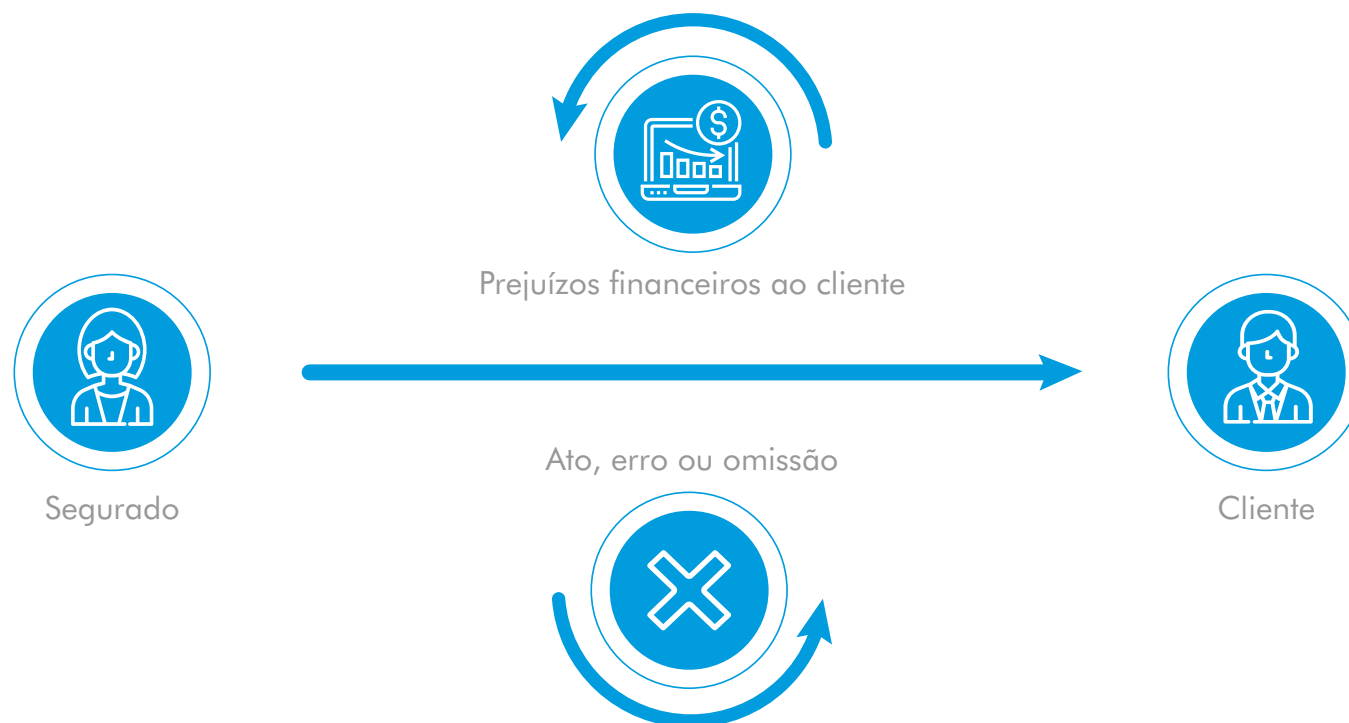 Prejuízos financeiros ao cliente
Ato, erro ou omissão
Segurado
Cliente
$